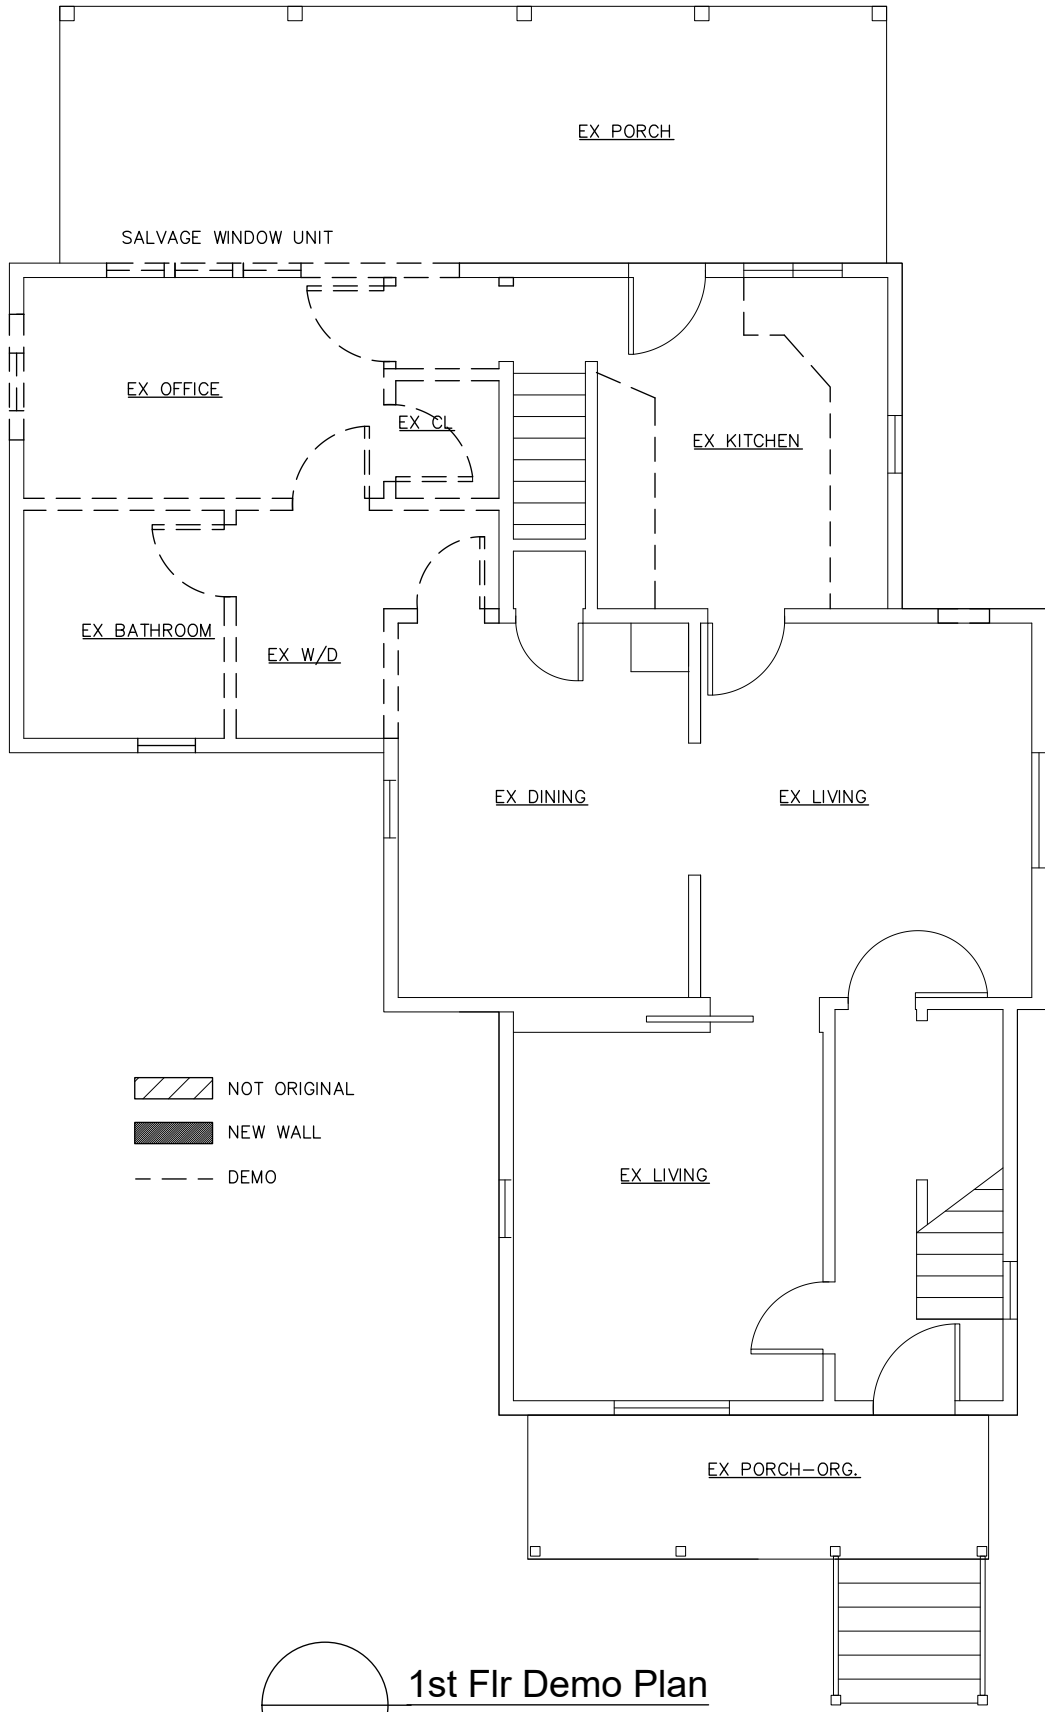 EX PORCH
SALVAGE WINDOW UNIT
EX OFFICE
EX CL
EX KITCHEN
EX BATHROOM
EX W/D
EX DINING
EX LIVING
NOT ORIGINAL
NEW WALL
DEMO
EX LIVING
EX PORCH-ORG.
1st Flr Demo Plan